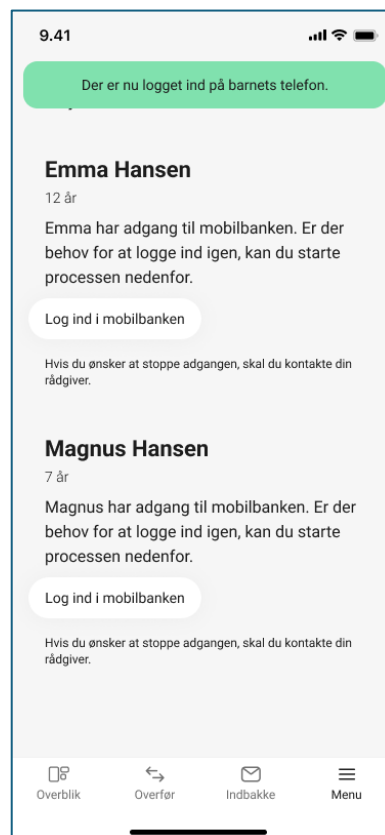 9.41
Der er nu logget ind på barnets telefon.
Emma Hansen
12 år
Emma har adgang til mobilbanken. Er der
behov for at logge ind igen, kan du starte
processen nedenfor.
Log ind i mobilbanken
Hvis du ønsker at stoppe adgangen, skal du kontakte din
rådgiver.
Magnus Hansen
7 år
Magnus har adgang til mobilbanken. Er der
behov for at logge ind igen, kan du starte
processen nedenfor.
Log ind i mobilbanken
Hvis du ønsker at stoppe adgangen, skal du kontakte din
rådgiver.
Overblik
Overfør
Indbakke
Menu